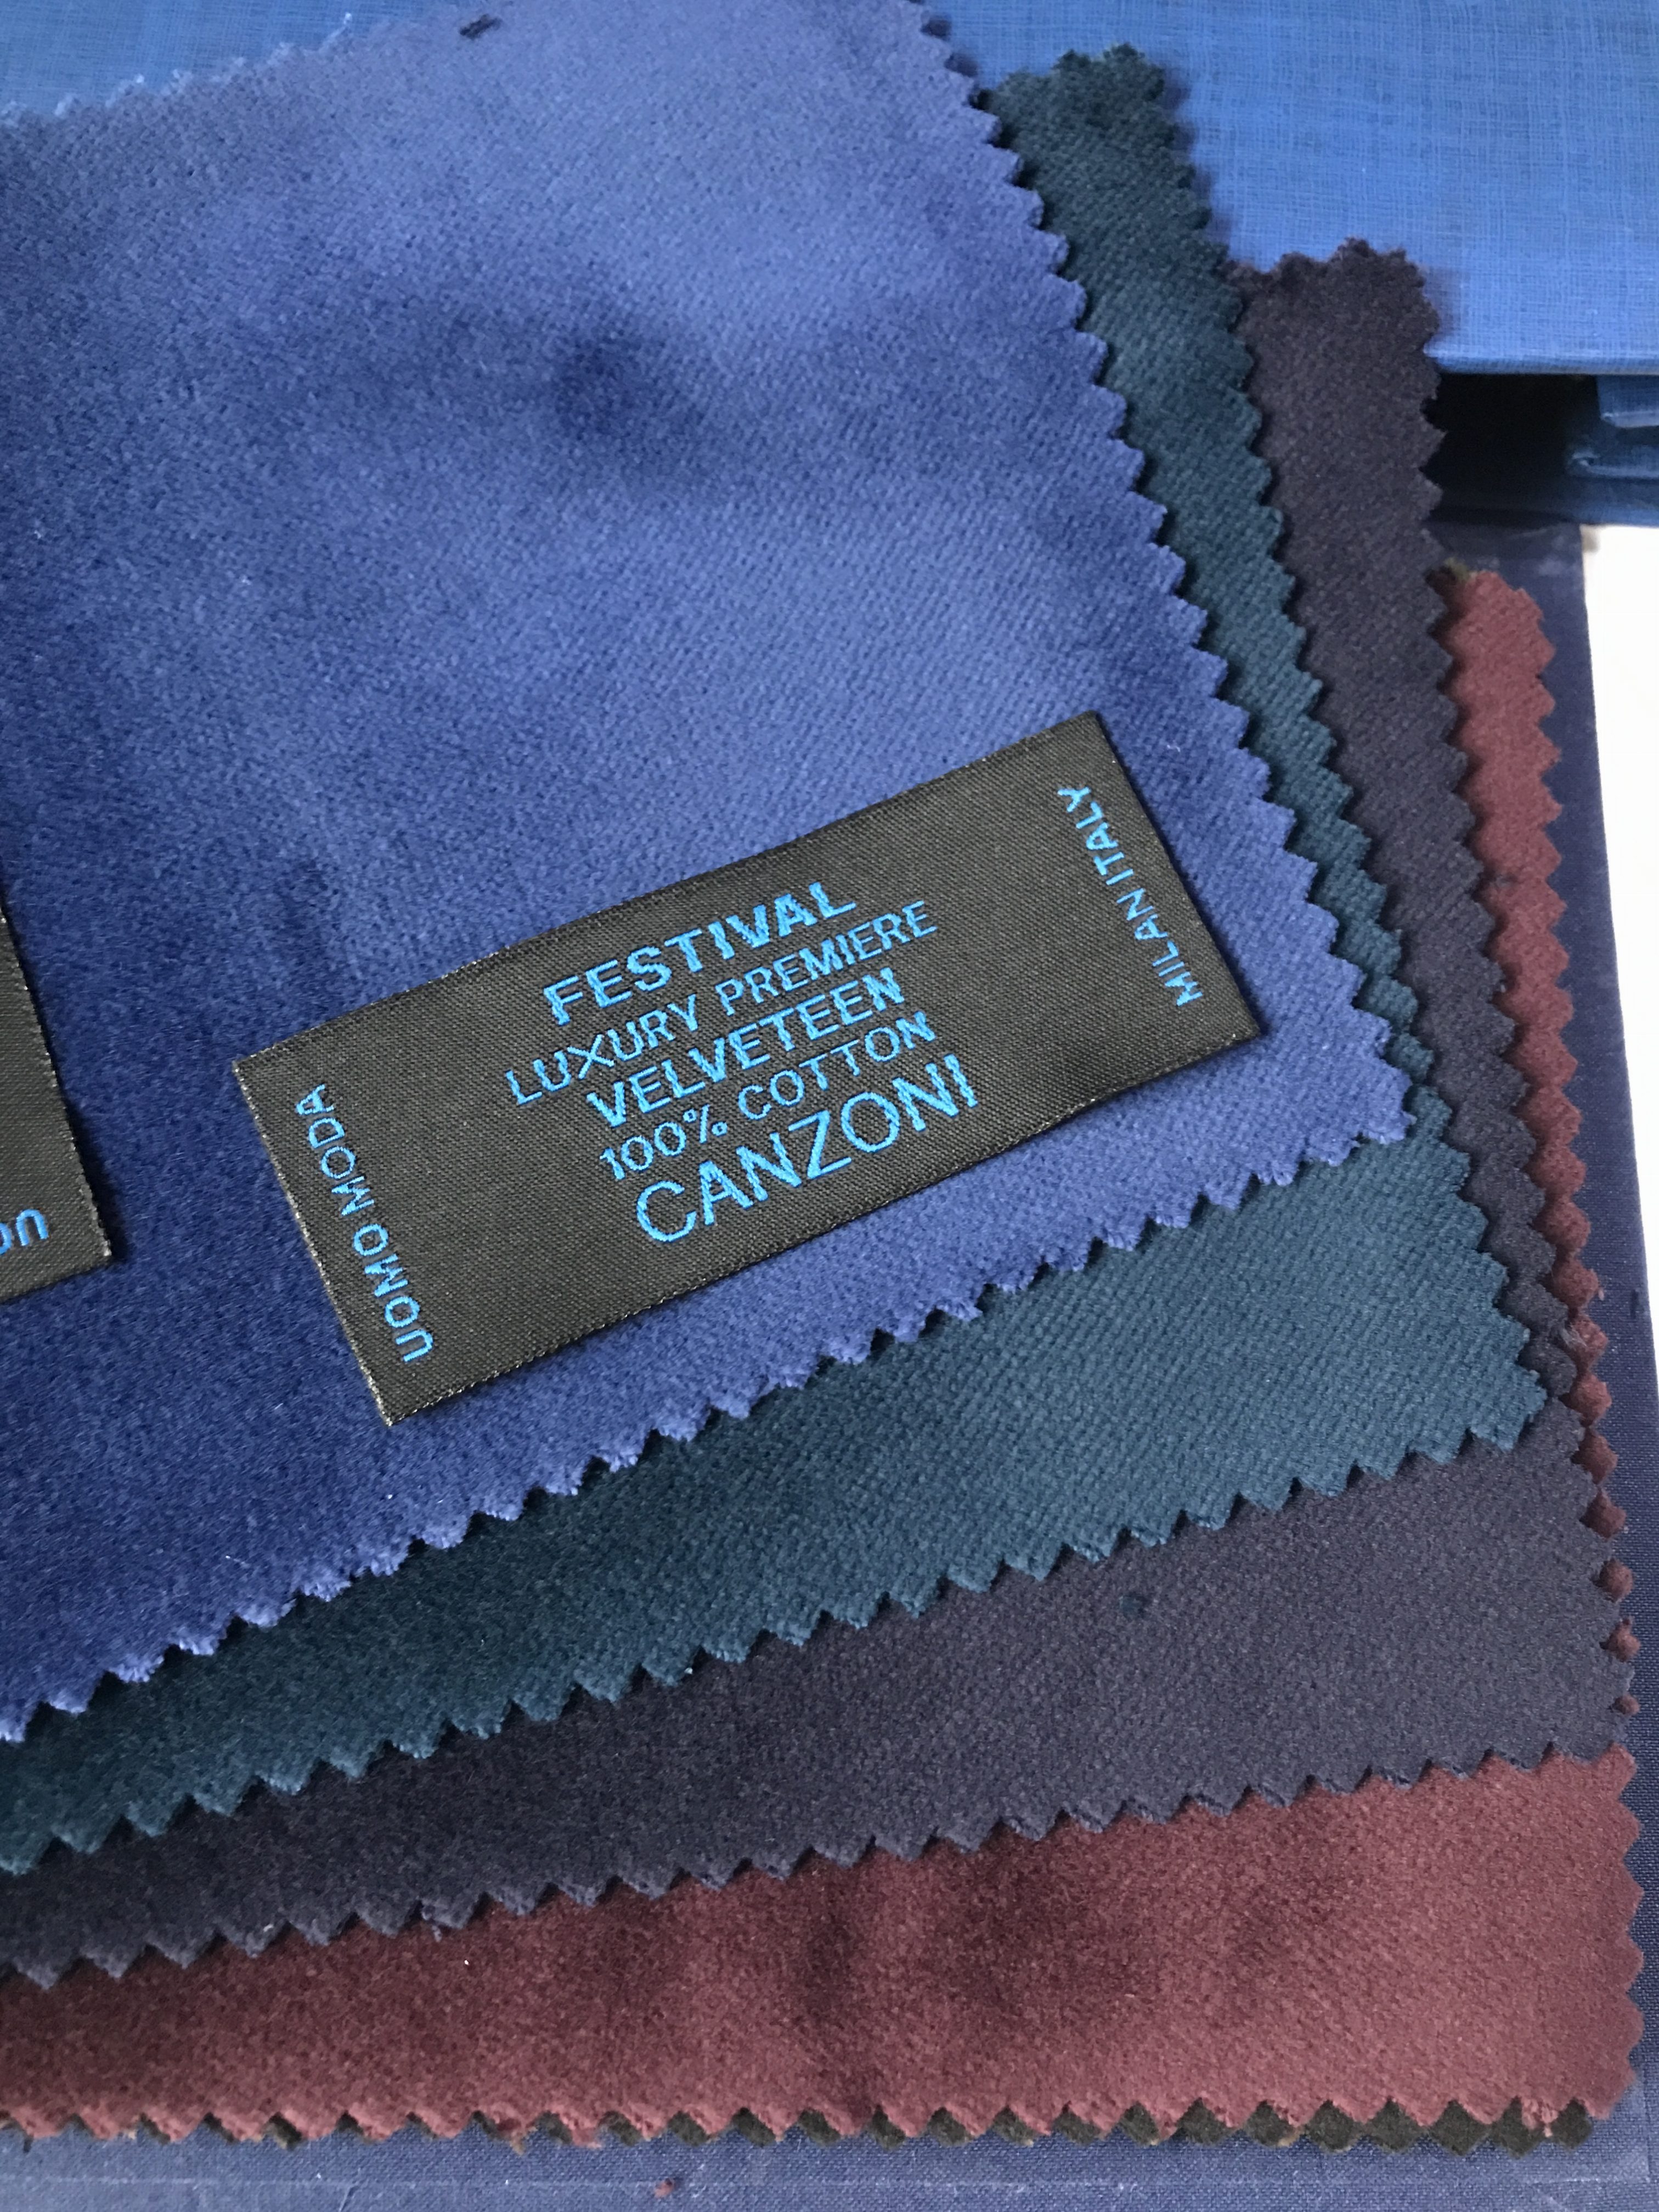 FESTIVAL
LUXURY PREMIERE
VELVETEEN
100% COTTON
CANZONI
UOMO MODA
MILAN ITALY